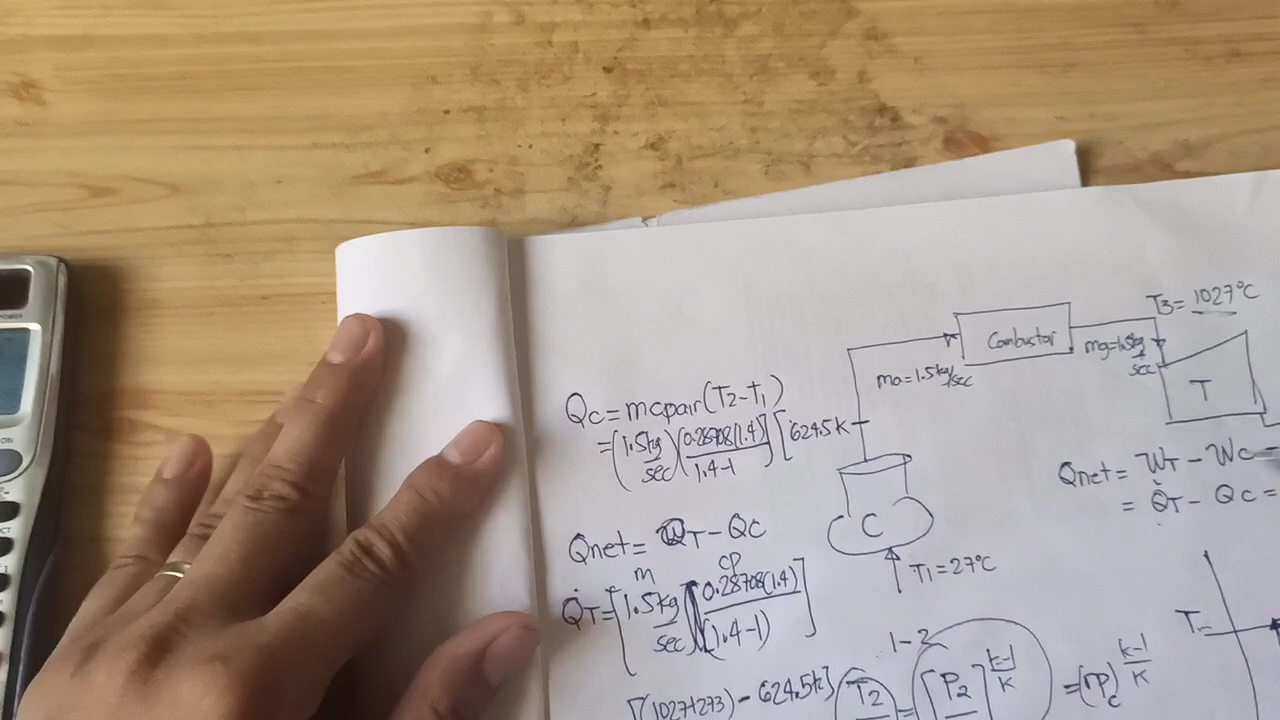 T3 = 1027°C
Combustor
mg=1.5kg/sec
ma=1.5kg/sec
T
Qc = mcpair(T2-T1)
=(1.5kg/sec)(0.28708(1.4)/1.4-1)[624.5k-
Qnet = WT - Wc =
= QT - Qc =
C
T1=27°C
Qnet = QT-Qc
m cp
QT=[1.5kg/sec][0.28708(1.4)/(1.4-1)]
[(1027+273)-624.5k]
1-2
T2 = [P2]^k-1/k = (rp)c^k-1/k
T
ON